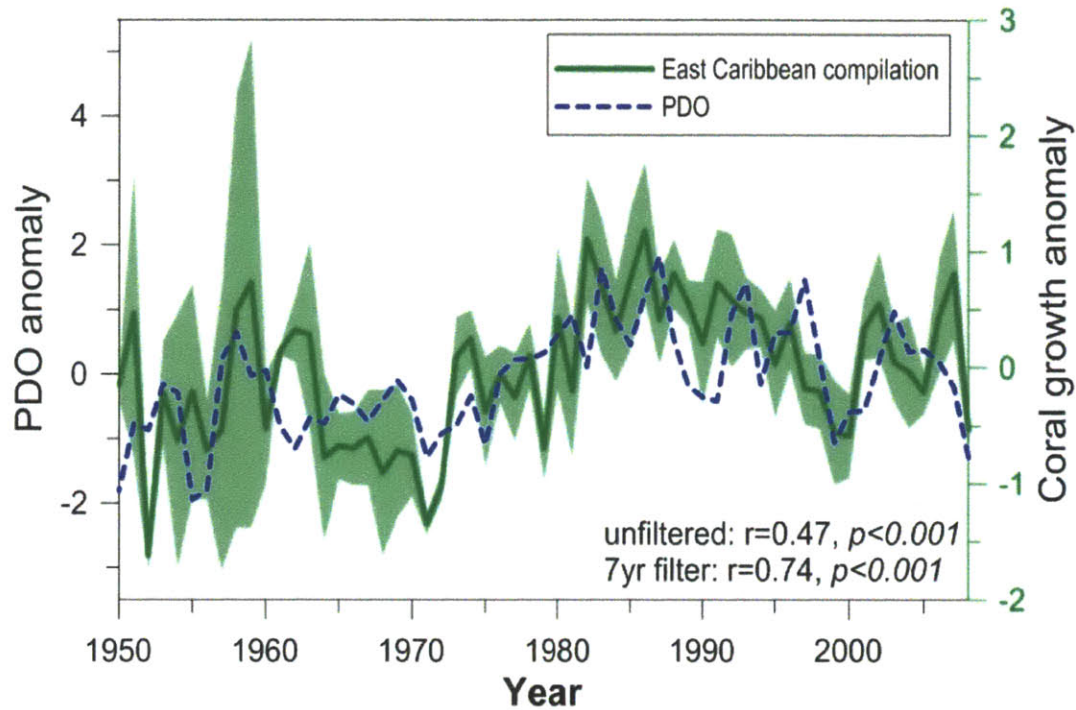 PDO anomaly
4
2
0
-2
East Caribbean compilation
PDO
3
2
1
0
-1
-2
Coral growth anomaly
unfiltered: r=0.47, p<0.001
7yr filter: r=0.74, p<0.001
1950 1960 1970 1980 1990 2000
Year